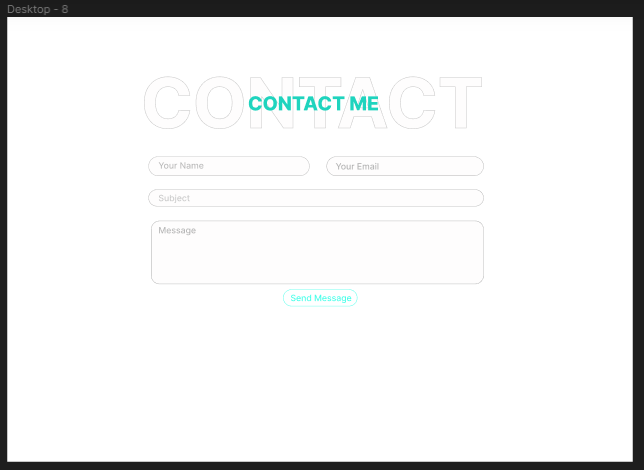 Desktop - 8
CONTACT
CONTACT ME
Your Name
Your Email
Subject
Message
Send Message